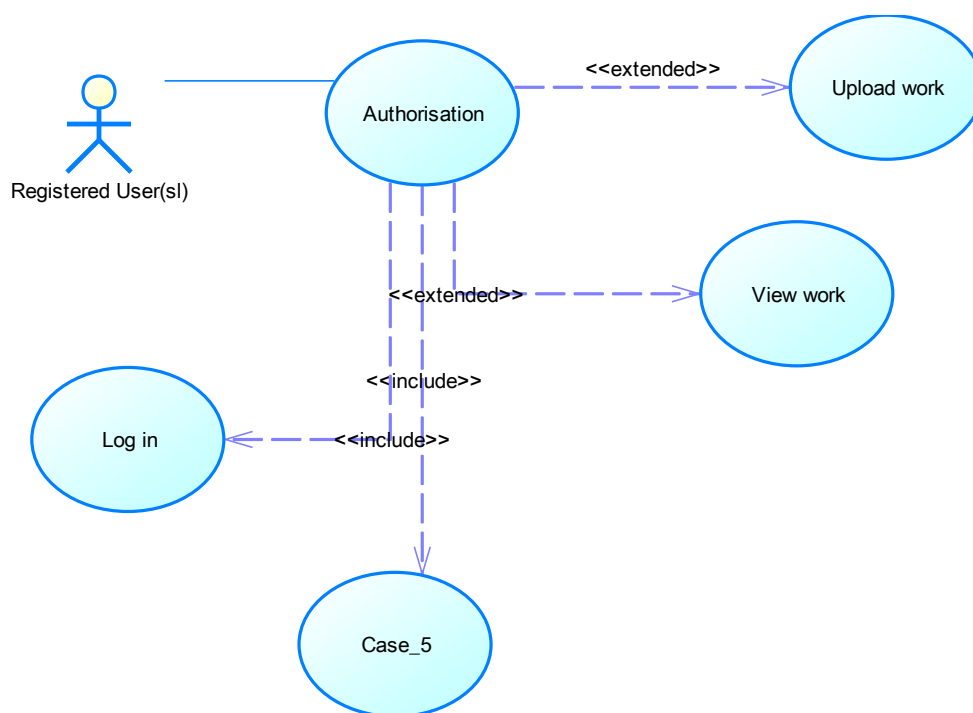 <<extended>>
Upload work
Authorisation
Registered User(sl)
<<extended>>
View work
<<include>>
Log in
<<include>>
Case_5